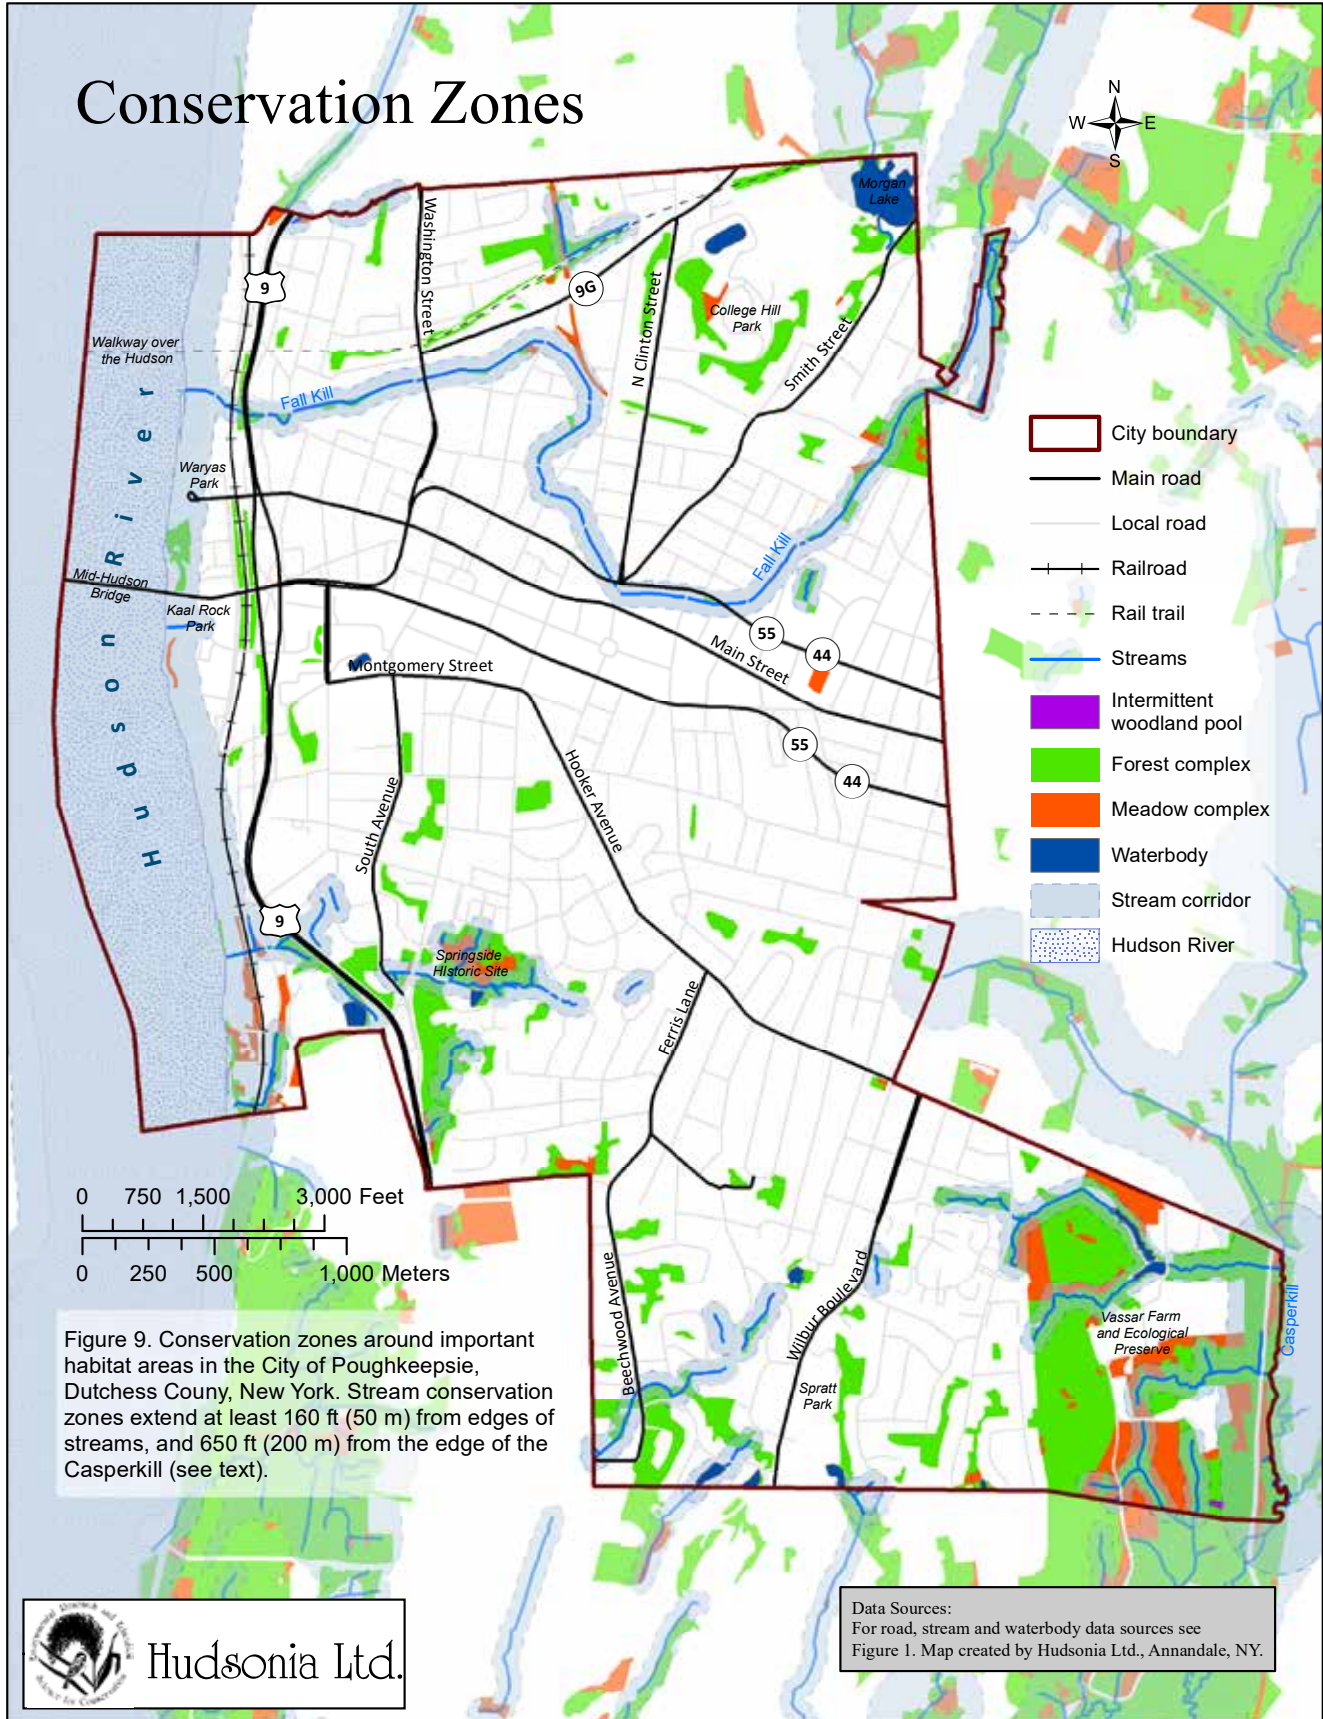 Conservation Zones
N
W
E
S
Morgan
Lake
Washington Street
9
9G
N Clinton Street
College Hill
Park
Smith Street
Walkway over
the Hudson
Fall Kill
Hudson River
Waryas
Park
Mid-Hudson
Bridge
Kaal Rock
Park
Fall Kill
55
44
Main Street
Montgomery Street
55
44
Hooker Avenue
South Avenue
9
Springside
HIstoric Site
Ferris Lane
City boundary
Main road
Local road
Railroad
Rail trail
Streams
Intermittent
woodland pool
Forest complex
Meadow complex
Waterbody
Stream corridor
Hudson River
0 750 1,500 3,000 Feet
0 250 500 1,000 Meters
Beechwood Avenue
Wilbur Boulevard
Spratt
Park
Vassar Farm
and Ecological
Preserve
Casperkill
Figure 9. Conservation zones around important
habitat areas in the City of Poughkeepsie,
Dutchess Couny, New York. Stream conservation
zones extend at least 160 ft (50 m) from edges of
streams, and 650 ft (200 m) from the edge of the
Casperkill (see text).
Hudsonia Ltd.
Data Sources:
For road, stream and waterbody data sources see
Figure 1. Map created by Hudsonia Ltd., Annandale, NY.